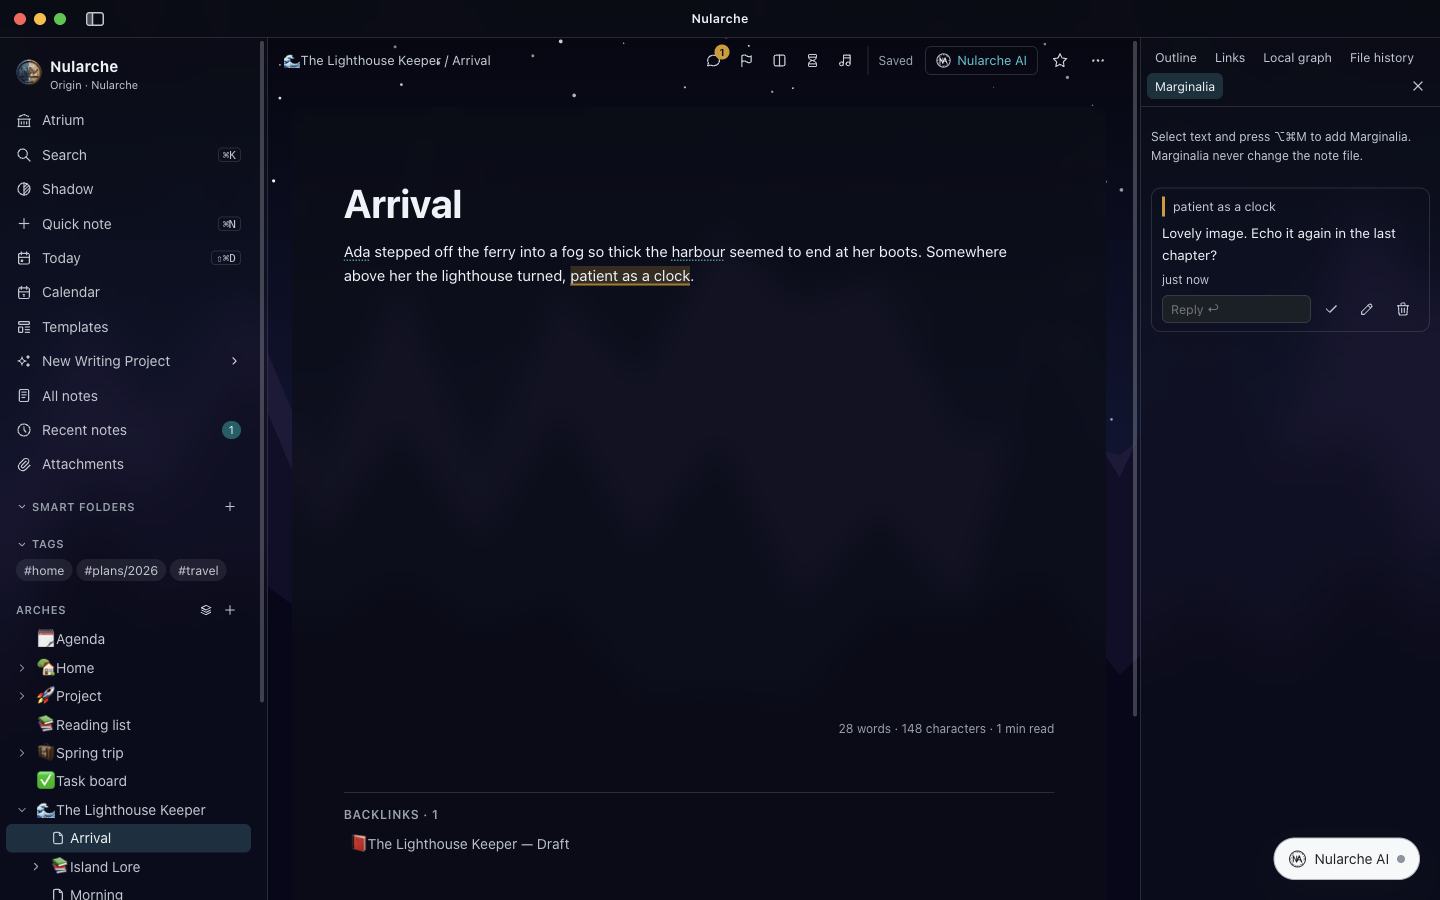 Nularche
Nularche
Origin · Nularche
Atrium
Search ⌘K
Shadow
Quick note ⌘N
Today ⇧⌘D
Calendar
Templates
New Writing Project
All notes
Recent notes 1
Attachments
SMART FOLDERS
TAGS
#home #plans/2026 #travel
ARCHES
Agenda
Home
Project
Reading list
Spring trip
Task board
The Lighthouse Keeper
Arrival
Island Lore
Morning
The Lighthouse Keeper / Arrival
1
Saved
Nularche AI
Arrival
Ada stepped off the ferry into a fog so thick the harbour seemed to end at her boots. Somewhere
above her the lighthouse turned, patient as a clock.
28 words · 148 characters · 1 min read
BACKLINKS · 1
The Lighthouse Keeper — Draft
Outline Links Local graph File history
Marginalia
Select text and press ⌥⌘M to add Marginalia.
Marginalia never change the note file.
patient as a clock
Lovely image. Echo it again in the last
chapter?
just now
Reply ↩
Nularche AI